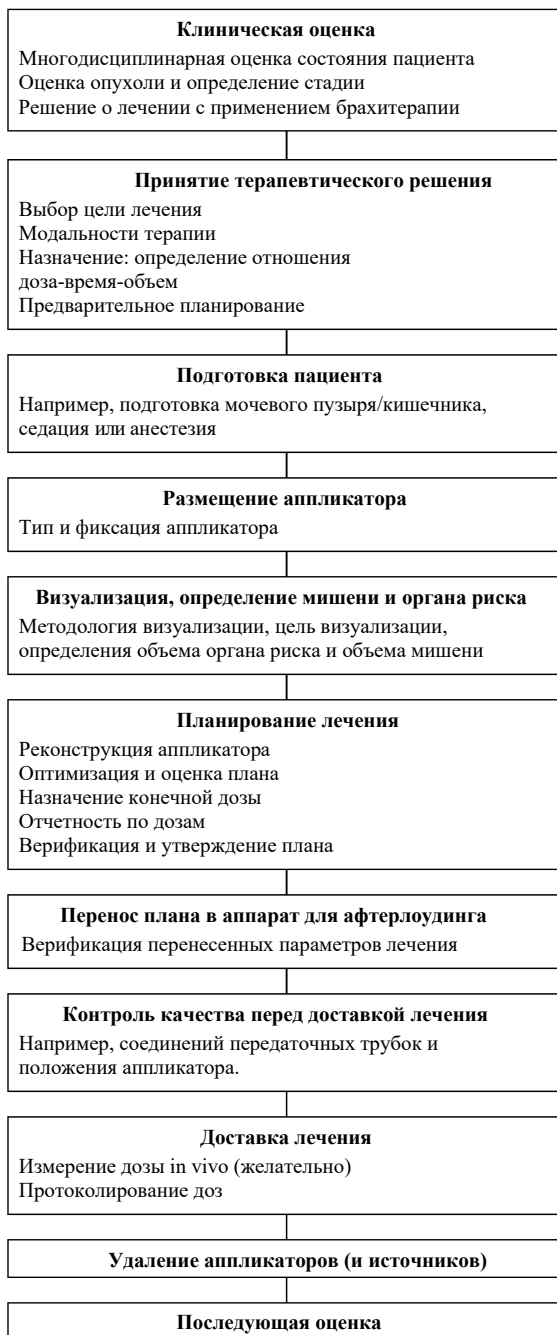 Клиническая оценка
Многодисциплинарная оценка состояния пациента
Оценка опухоли и определение стадии
Решение о лечении с применением брахитерапии
Принятие терапевтического решения
Выбор цели лечения
Модальности терапии
Назначение: определение отношения
доза-время-объем
Предварительное планирование
Подготовка пациента
Например, подготовка мочевого пузыря/кишечника,
седация или анестезия
Размещение аппликатора
Тип и фиксация аппликатора
Визуализация, определение мишени и органа риска
Методология визуализации, цель визуализации,
определения объема органа риска и объема мишени
Планирование лечения
Реконструкция аппликатора
Оптимизация и оценка плана
Назначение конечной дозы
Отчетность по дозам
Верификация и утверждение плана
Перенос плана в аппарат для афтерлоудинга
Верификация перенесенных параметров лечения
Контроль качества перед доставкой лечения
Например, соединений передаточных трубок и
положения аппликатора.
Доставка лечения
Измерение дозы in vivo (желательно)
Протоколирование доз
Удаление аппликаторов (и источников)
Последующая оценка